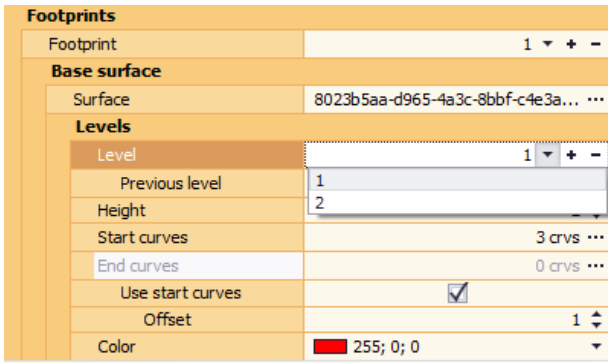 Footprints
Footprint 1
Base surface
Surface 8023b5aa-d965-4a3c-8bbf-c4e3a... ...
Levels
Level 1
Previous level 1
2
Height
Start curves 3 crvs ...
End curves 0 crvs ...
Use start curves
Offset 1
Color 255; 0; 0